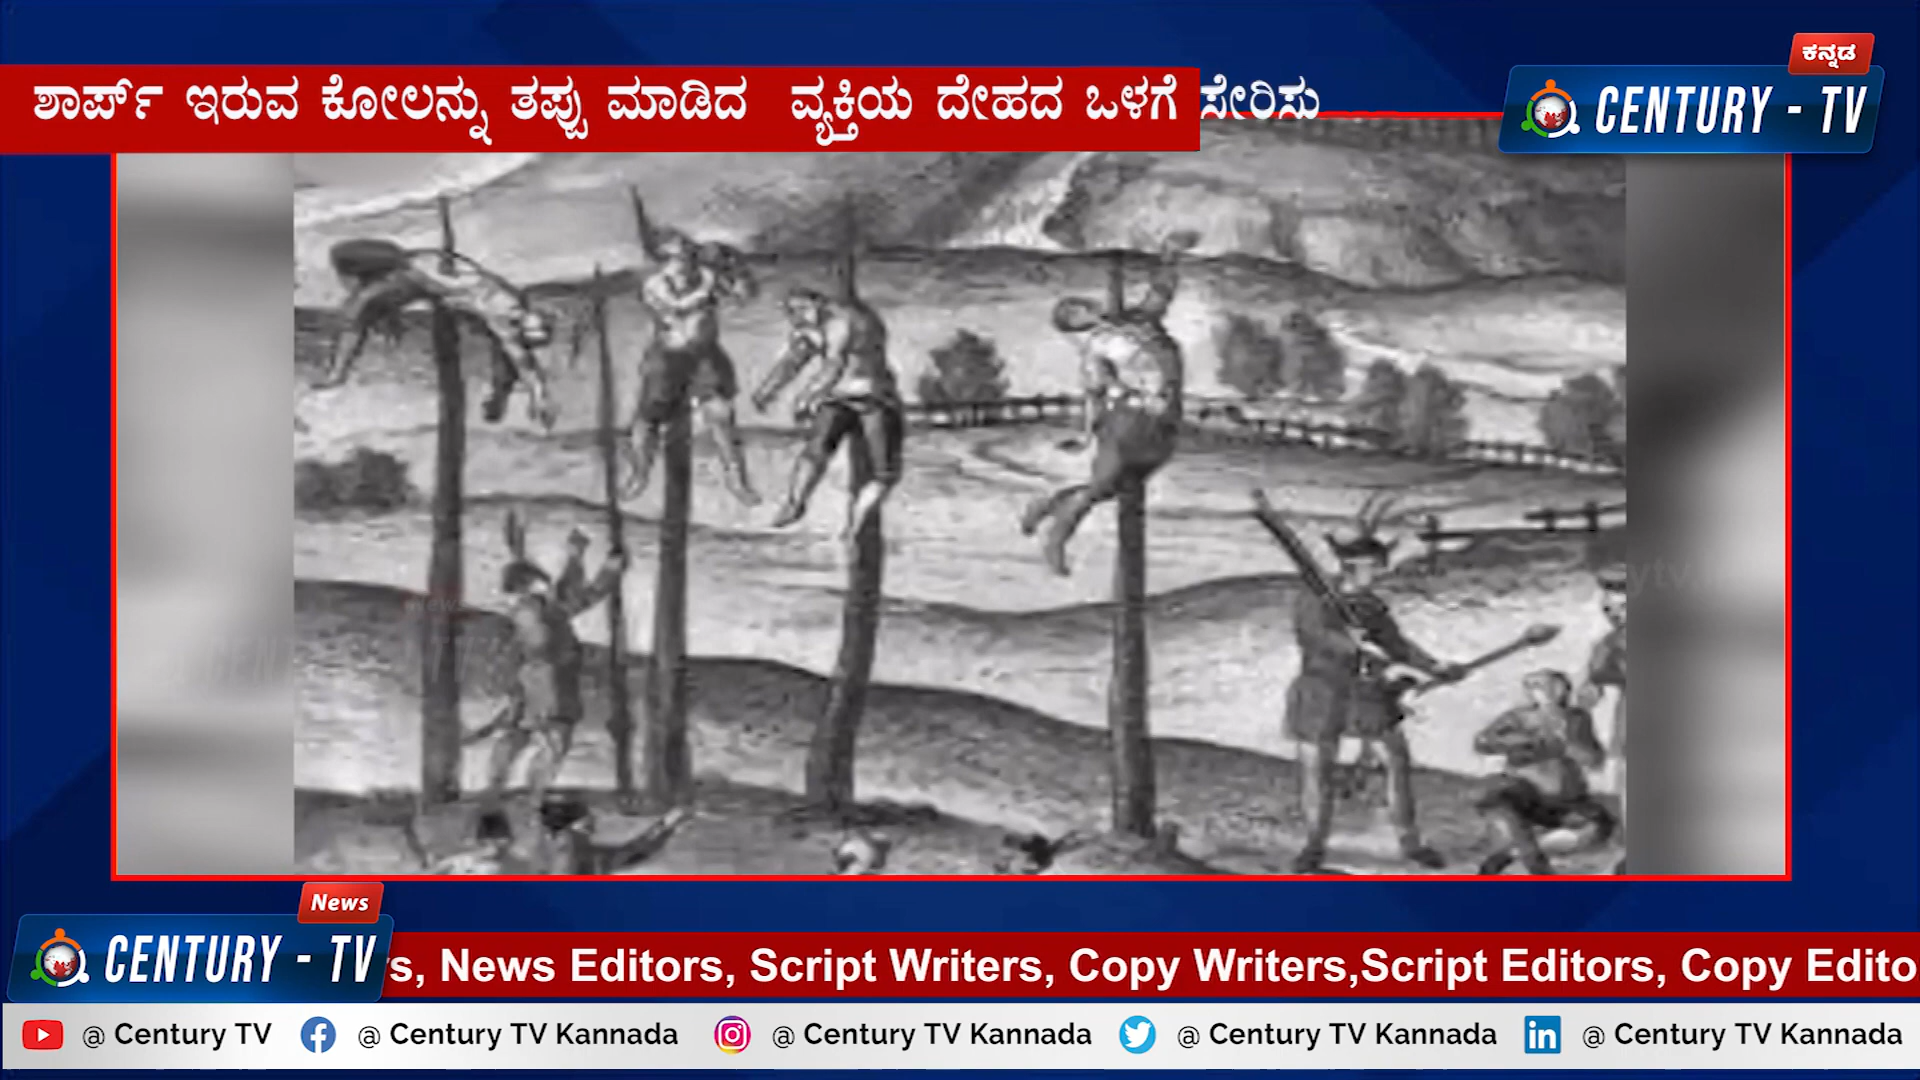 ಕನ್ನಡ
ಶಾರ್ಪ್ ಇರುವ ಕೋಲನ್ನು ತಪ್ಪು ಮಾಡಿದ ವ್ಯಕ್ತಿಯ ದೇಹದ ಒಳಗೆ ಸೇರಿಸು
CENTURY - TV
News
CENTURY - TV
s, News Editors, Script Writers, Copy Writers,Script Editors, Copy Edito
@ Century TV @ Century TV Kannada @ Century TV Kannada @ Century TV Kannada @ Century TV Kannada